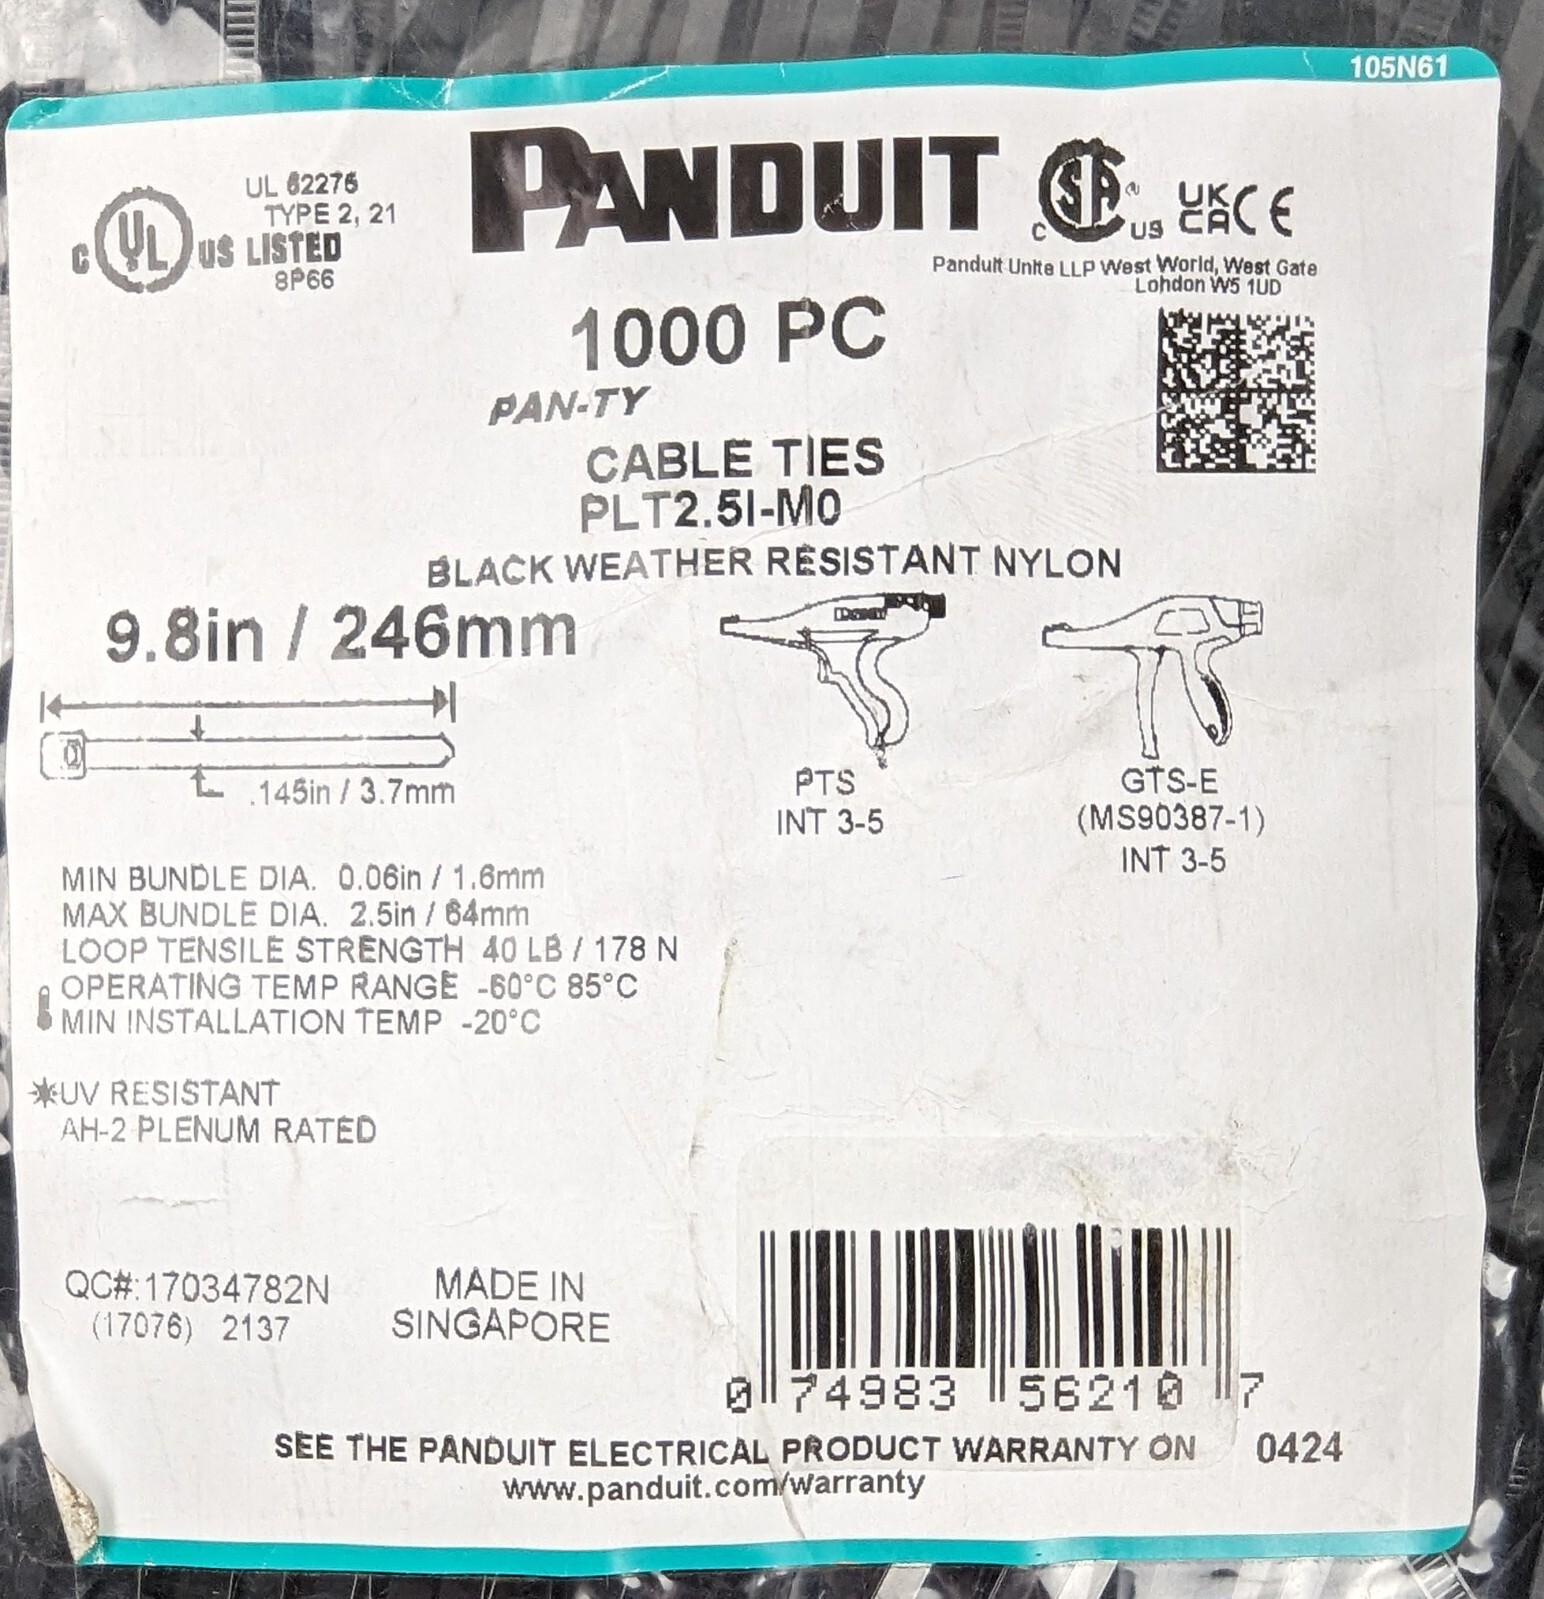 105N61
UL 62275
TYPE 2, 21
C UL US LISTED
8P66
PANDUIT
C SA® US
UK
CA CE
Panduit Unite LLP West World, West Gate
London W5 1UD
1000 PC
PAN-TY
CABLE TIES
PLT2.5I-M0
BLACK WEATHER RESISTANT NYLON
9.8in / 246mm
.145in / 3.7mm
PTS
INT 3-5
GTS-E
(MS90387-1)
INT 3-5
MIN BUNDLE DIA. 0.06in / 1.6mm
MAX BUNDLE DIA. 2.5in / 64mm
LOOP TENSILE STRENGTH 40 LB / 178 N
OPERATING TEMP RANGE -60°C 85°C
MIN INSTALLATION TEMP -20°C
UV RESISTANT
AH-2 PLENUM RATED
QC#:17034782N
(17076) 2137
MADE IN
SINGAPORE
0 74983 56210 7
SEE THE PANDUIT ELECTRICAL PRODUCT WARRANTY ON 0424
www.panduit.com/warranty